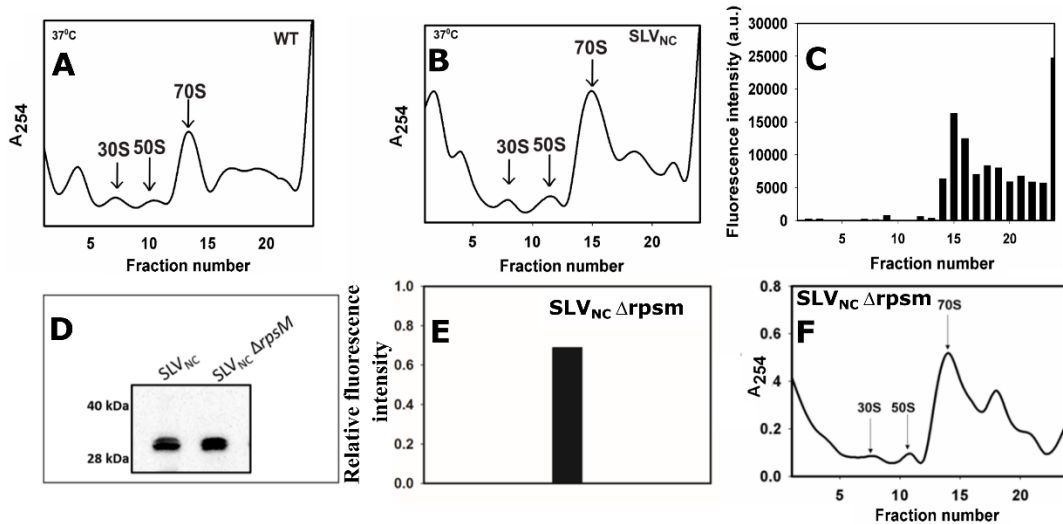 A
37⁰C
WT
30S
50S
70S
A254
5 10 15 20
Fraction number
B
37⁰C
SLVNC
30S
50S
70S
A254
5 10 15 20
Fraction number
C
Fluorescence intensity (a.u.)
30000
25000
20000
15000
10000
5000
0
5 10 15 20
Fraction number
D
SLVNC
SLVNC ΔrpsM
40 kDa
28 kDa
E
SLVNC Δrpsm
Relative fluorescence
intensity
1.0
0.8
0.6
0.4
0.2
0.0
F
SLVNC Δrpsm
70S
30S
50S
A254
0.8
0.6
0.4
0.2
0.0
5 10 15 20
Fraction number